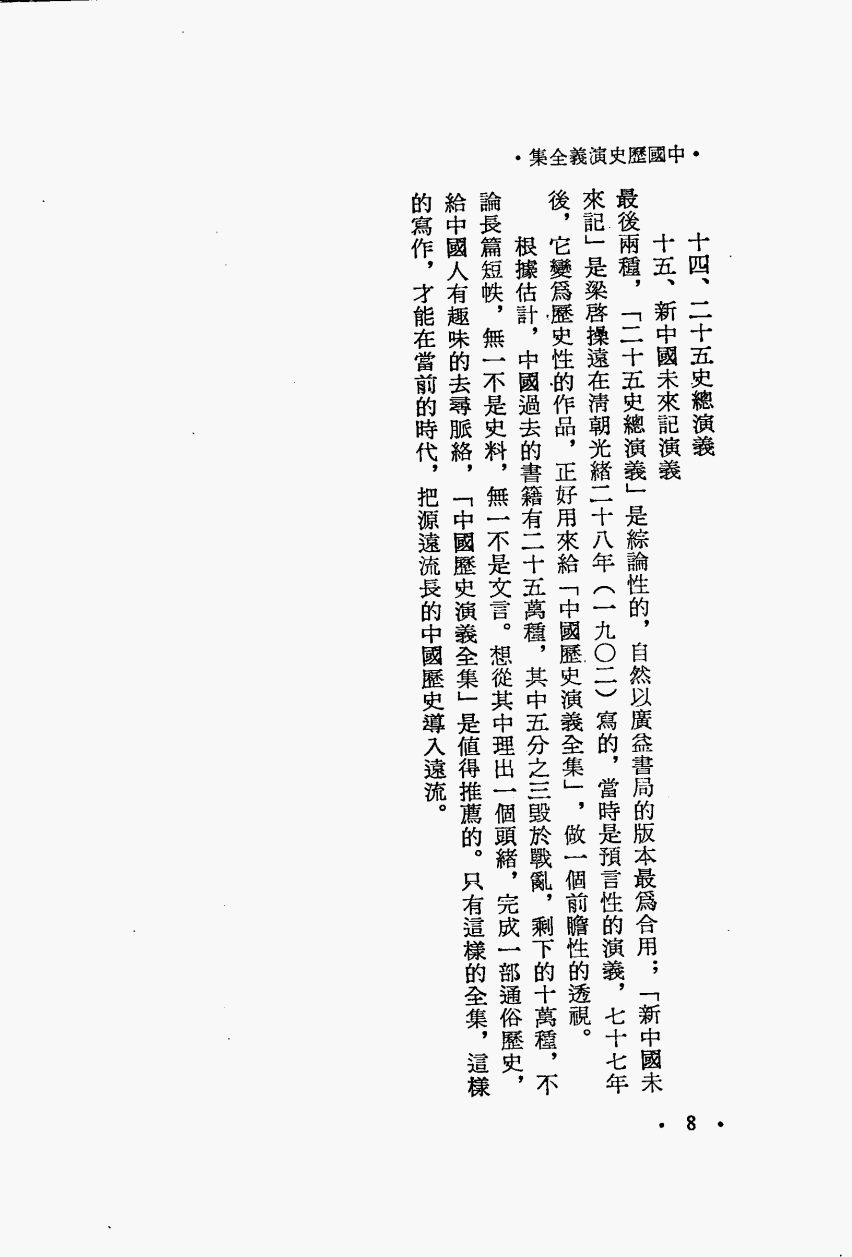 •中國歷史演義全集•
十四、二十五史總演義
十五、新中國未來記演義
最後兩種，「二十五史總演義」是綜論性的，自然以廣益書局的版本最爲合用；「新中國未
來記」是梁啓操遠在淸朝光緒二十八年（一九〇二）寫的，當時是預言性的演義，七十七年
後，它變爲歷史性的作品，正好用來給「中國歷史演義全集」，做一個前瞻性的透視。
根據估計，中國過去的書籍有二十五萬種，其中五分之三毀於戰亂，剩下的十萬種，不
論長篇短帙，無一不是史料，無一不是文言。想從其中理出一個頭緒，完成一部通俗歷史，
給中國人有趣味的去尋脈絡，「中國歷史演義全集」是値得推薦的。只有這樣的全集，這樣
的寫作，才能在當前的時代，把源遠流長的中國歷史導入遠流。
• 8 •